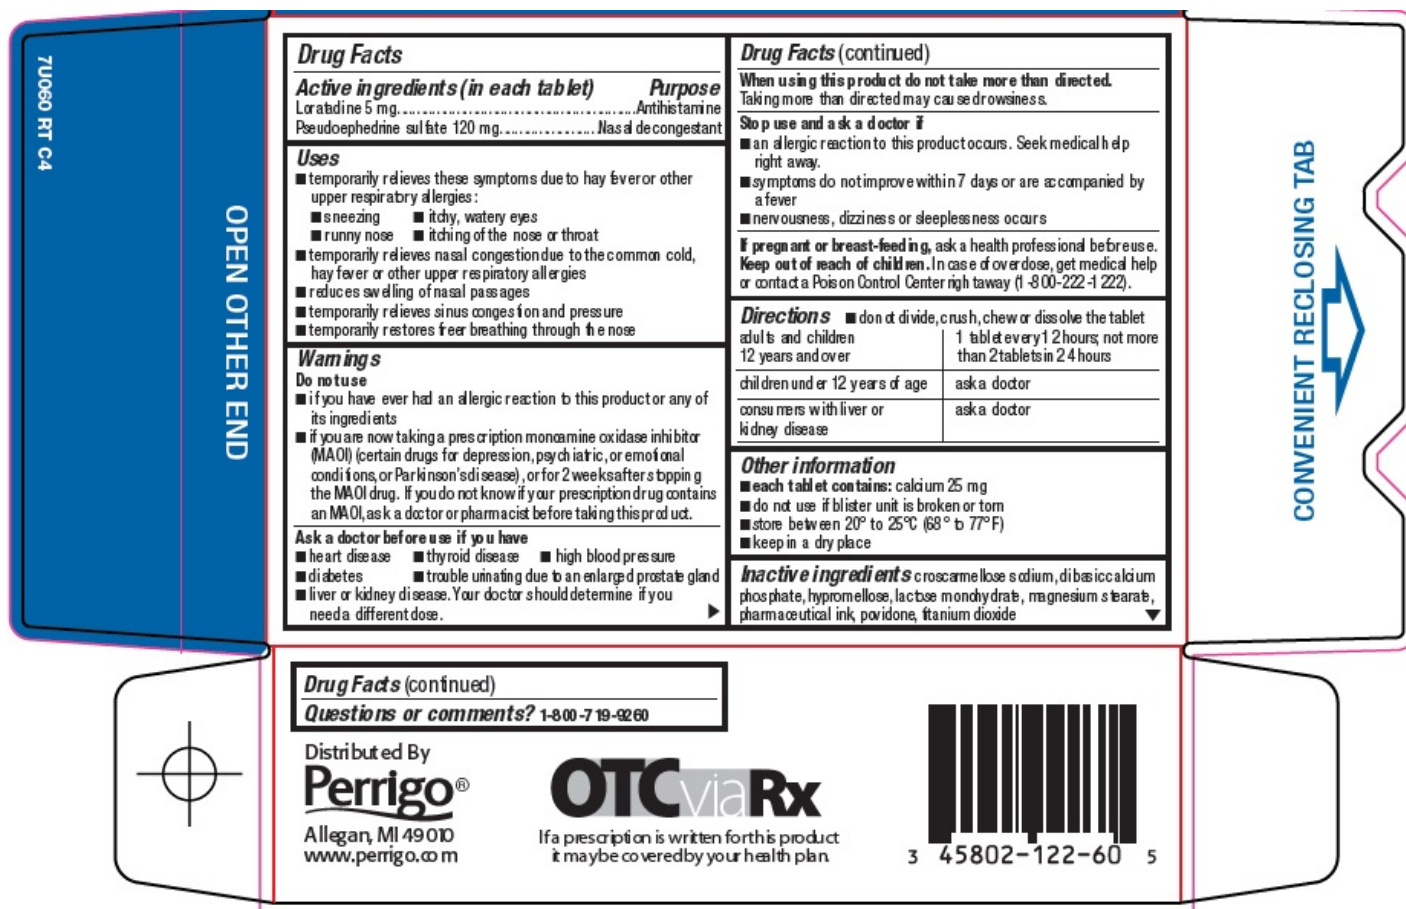 7U060 RT C4
OPEN OTHER END
Drug Facts
Active ingredients (in each tablet) Purpose
Loratadine 5 mg..................................................Antihistamine
Pseudoephedrine sulfate 120 mg.....................Nasal decongestant
Uses
■ temporarily relieves these symptoms due to hay fever or other
upper respiratory allergies:
■ sneezing ■ itchy, watery eyes
■ runny nose ■ itching of the nose or throat
■ temporarily relieves nasal congestion due to the common cold,
hay fever or other upper respiratory allergies
■ reduces swelling of nasal passages
■ temporarily relieves sinus congestion and pressure
■ temporarily restores freer breathing through the nose
Warnings
Do not use
■ if you have ever had an allergic reaction to this product or any of
its ingredients
■ if you are now taking a prescription monoamine oxidase inhibitor
(MAOI) (certain drugs for depression, psychiatric, or emotional
conditions, or Parkinson's disease), or for 2 weeks after stopping
the MAOI drug. If you do not know if your prescription drug contains
an MAOI, ask a doctor or pharmacist before taking this product.
Ask a doctor before use if you have
■ heart disease ■ thyroid disease ■ high blood pressure
■ diabetes ■ trouble urinating due to an enlarged prostate gland
■ liver or kidney disease. Your doctor should determine if you
need a different dose.
Drug Facts (continued)
When using this product do not take more than directed.
Taking more than directed may cause drowsiness.
Stop use and ask a doctor if
■ an allergic reaction to this product occurs. Seek medical help
right away.
■ symptoms do not improve within 7 days or are accompanied by
a fever
■ nervousness, dizziness or sleeplessness occurs
If pregnant or breast-feeding, ask a health professional before use.
Keep out of reach of children. In case of overdose, get medical help
or contact a Poison Control Center right away (1-800-222-1222).
Directions ■ do not divide, crush, chew or dissolve the tablet
adults and children 1 tablet every 12 hours; not more
12 years and over than 2 tablets in 24 hours
children under 12 years of age ask a doctor
consumers with liver or ask a doctor
kidney disease
Other information
■ each tablet contains: calcium 25 mg
■ do not use if blister unit is broken or torn
■ store between 20° to 25°C (68° to 77°F)
■ keep in a dry place
Inactive ingredients croscarmellose sodium, dibasic calcium
phosphate, hypromellose, lactose monohydrate, magnesium stearate,
pharmaceutical ink, povidone, titanium dioxide
CONVENIENT RECLOSING TAB
Drug Facts (continued)
Questions or comments? 1-800-719-9260
Distributed By
Perrigo®
Allegan, MI 49010
www.perrigo.com
OTCviaRx
If a prescription is written for this product
it may be covered by your health plan.
3 45802-122-60 5